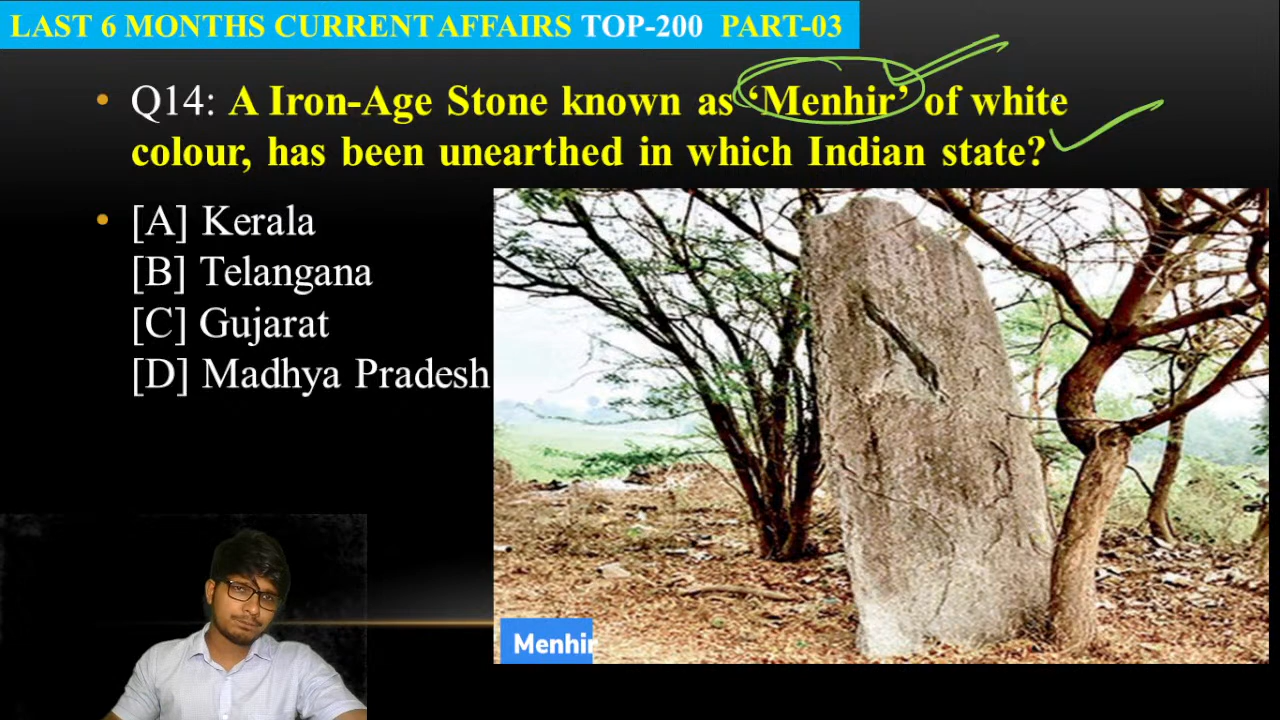 LAST 6 MONTHS CURRENT AFFAIRS TOP-200 PART-03
• Q14: A Iron-Age Stone known as ‘Menhir’ of white
colour, has been unearthed in which Indian state?
• [A] Kerala
[B] Telangana
[C] Gujarat
[D] Madhya Pradesh
Menhir